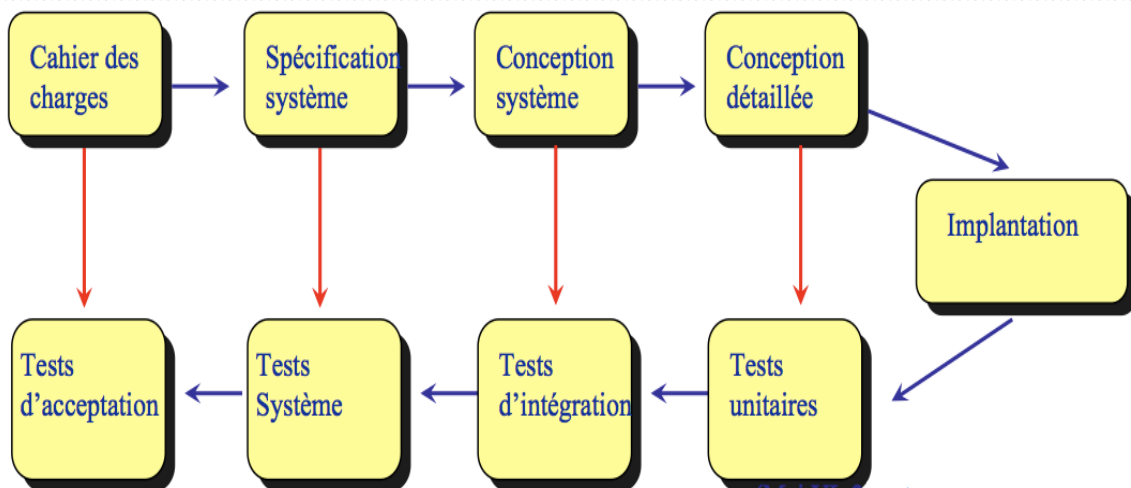 Cahier des
charges
Spécification
système
Conception
système
Conception
détaillée
Implantation
Tests
d'acceptation
Tests
Système
Tests
d'intégration
Tests
unitaires